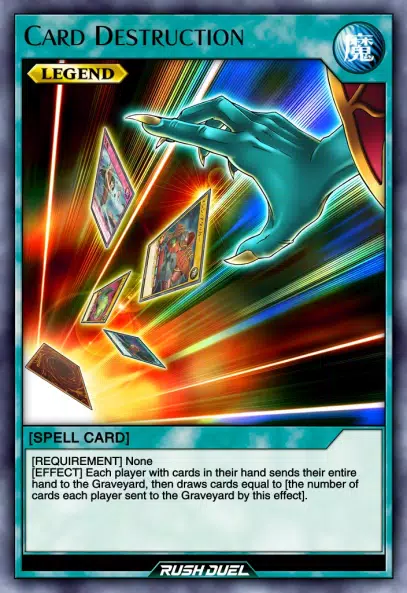 CARD DESTRUCTION
魔
LEGEND
[SPELL CARD]
[REQUIREMENT] None
[EFFECT] Each player with cards in their hand sends their entire
hand to the Graveyard, then draws cards equal to [the number of
cards each player sent to the Graveyard by this effect].
RUSH DUEL